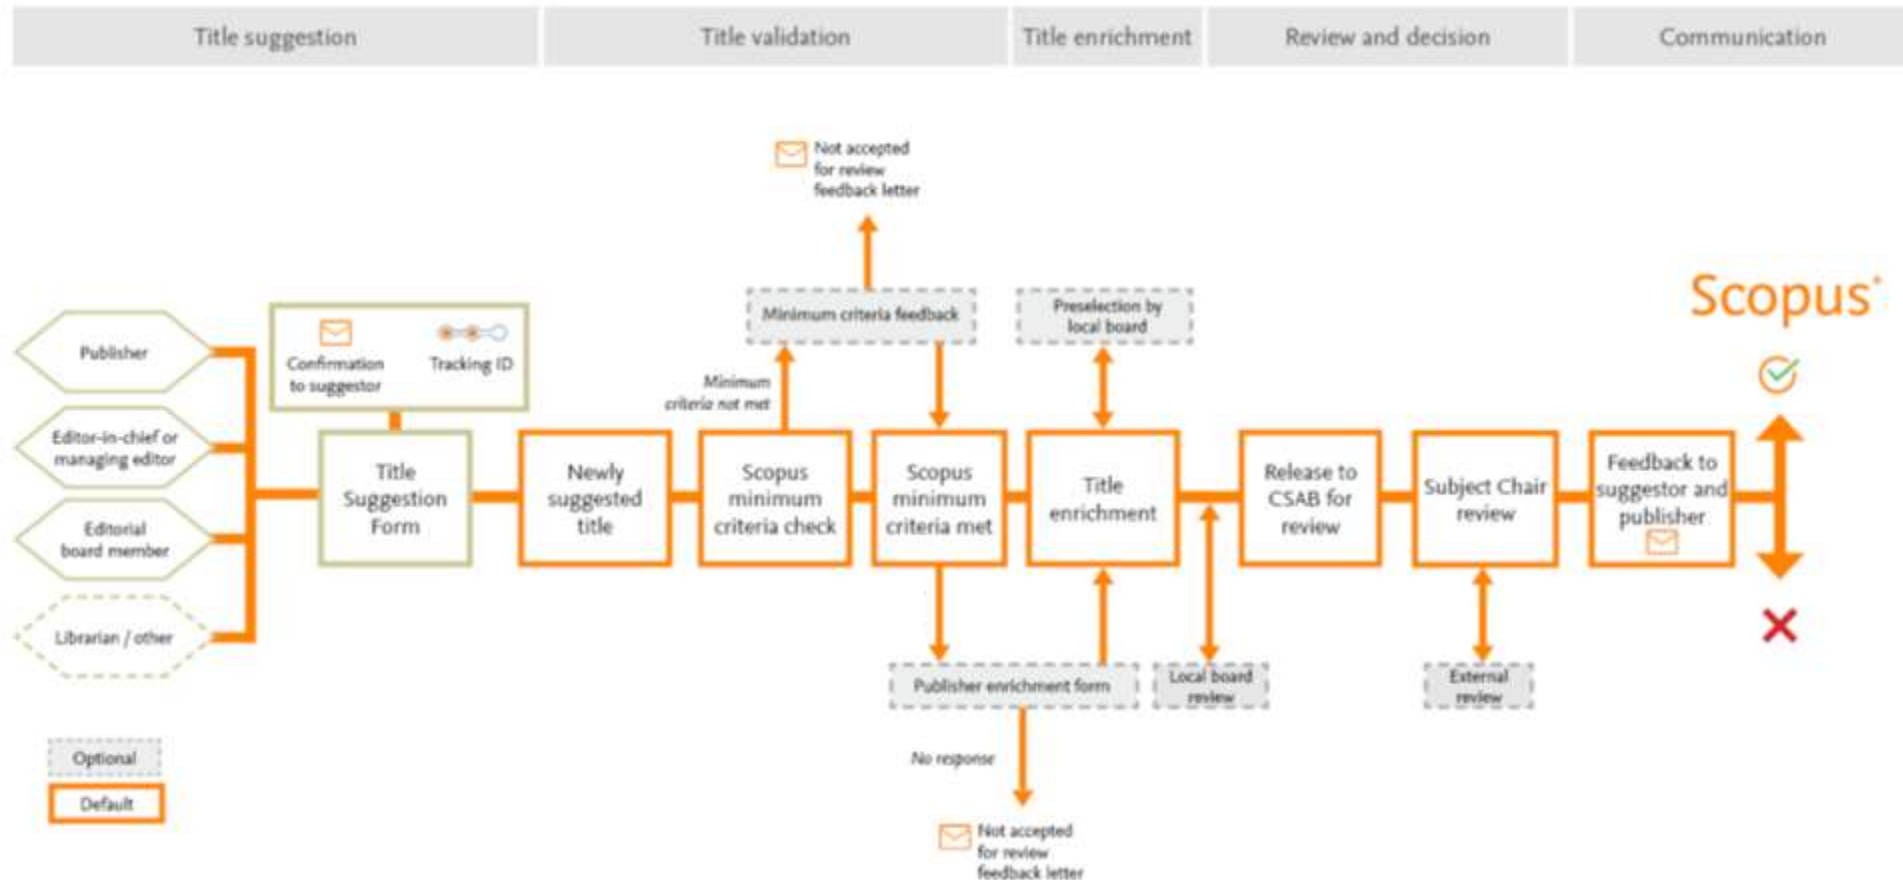 Title suggestion
Title validation
Title enrichment
Review and decision
Communication
Not accepted
for review
feedback letter
Scopus
Minimum criteria feedback
Preselection by
local board
Publisher
Confirmation
to suggestor
Tracking ID
Minimum
criteria not met
Editor-in-chief or
managing editor
Title
Suggestion
Form
Newly
suggested
title
Scopus
minimum
criteria check
Scopus
minimum
criteria met
Title
enrichment
Release to
CSAB for
review
Subject Chair
review
Feedback to
suggestor and
publisher
Editorial
board member
Librarian / other
Publisher enrichment form
Local board
review
External
review
Optional
No response
Default
Not accepted
for review
feedback letter